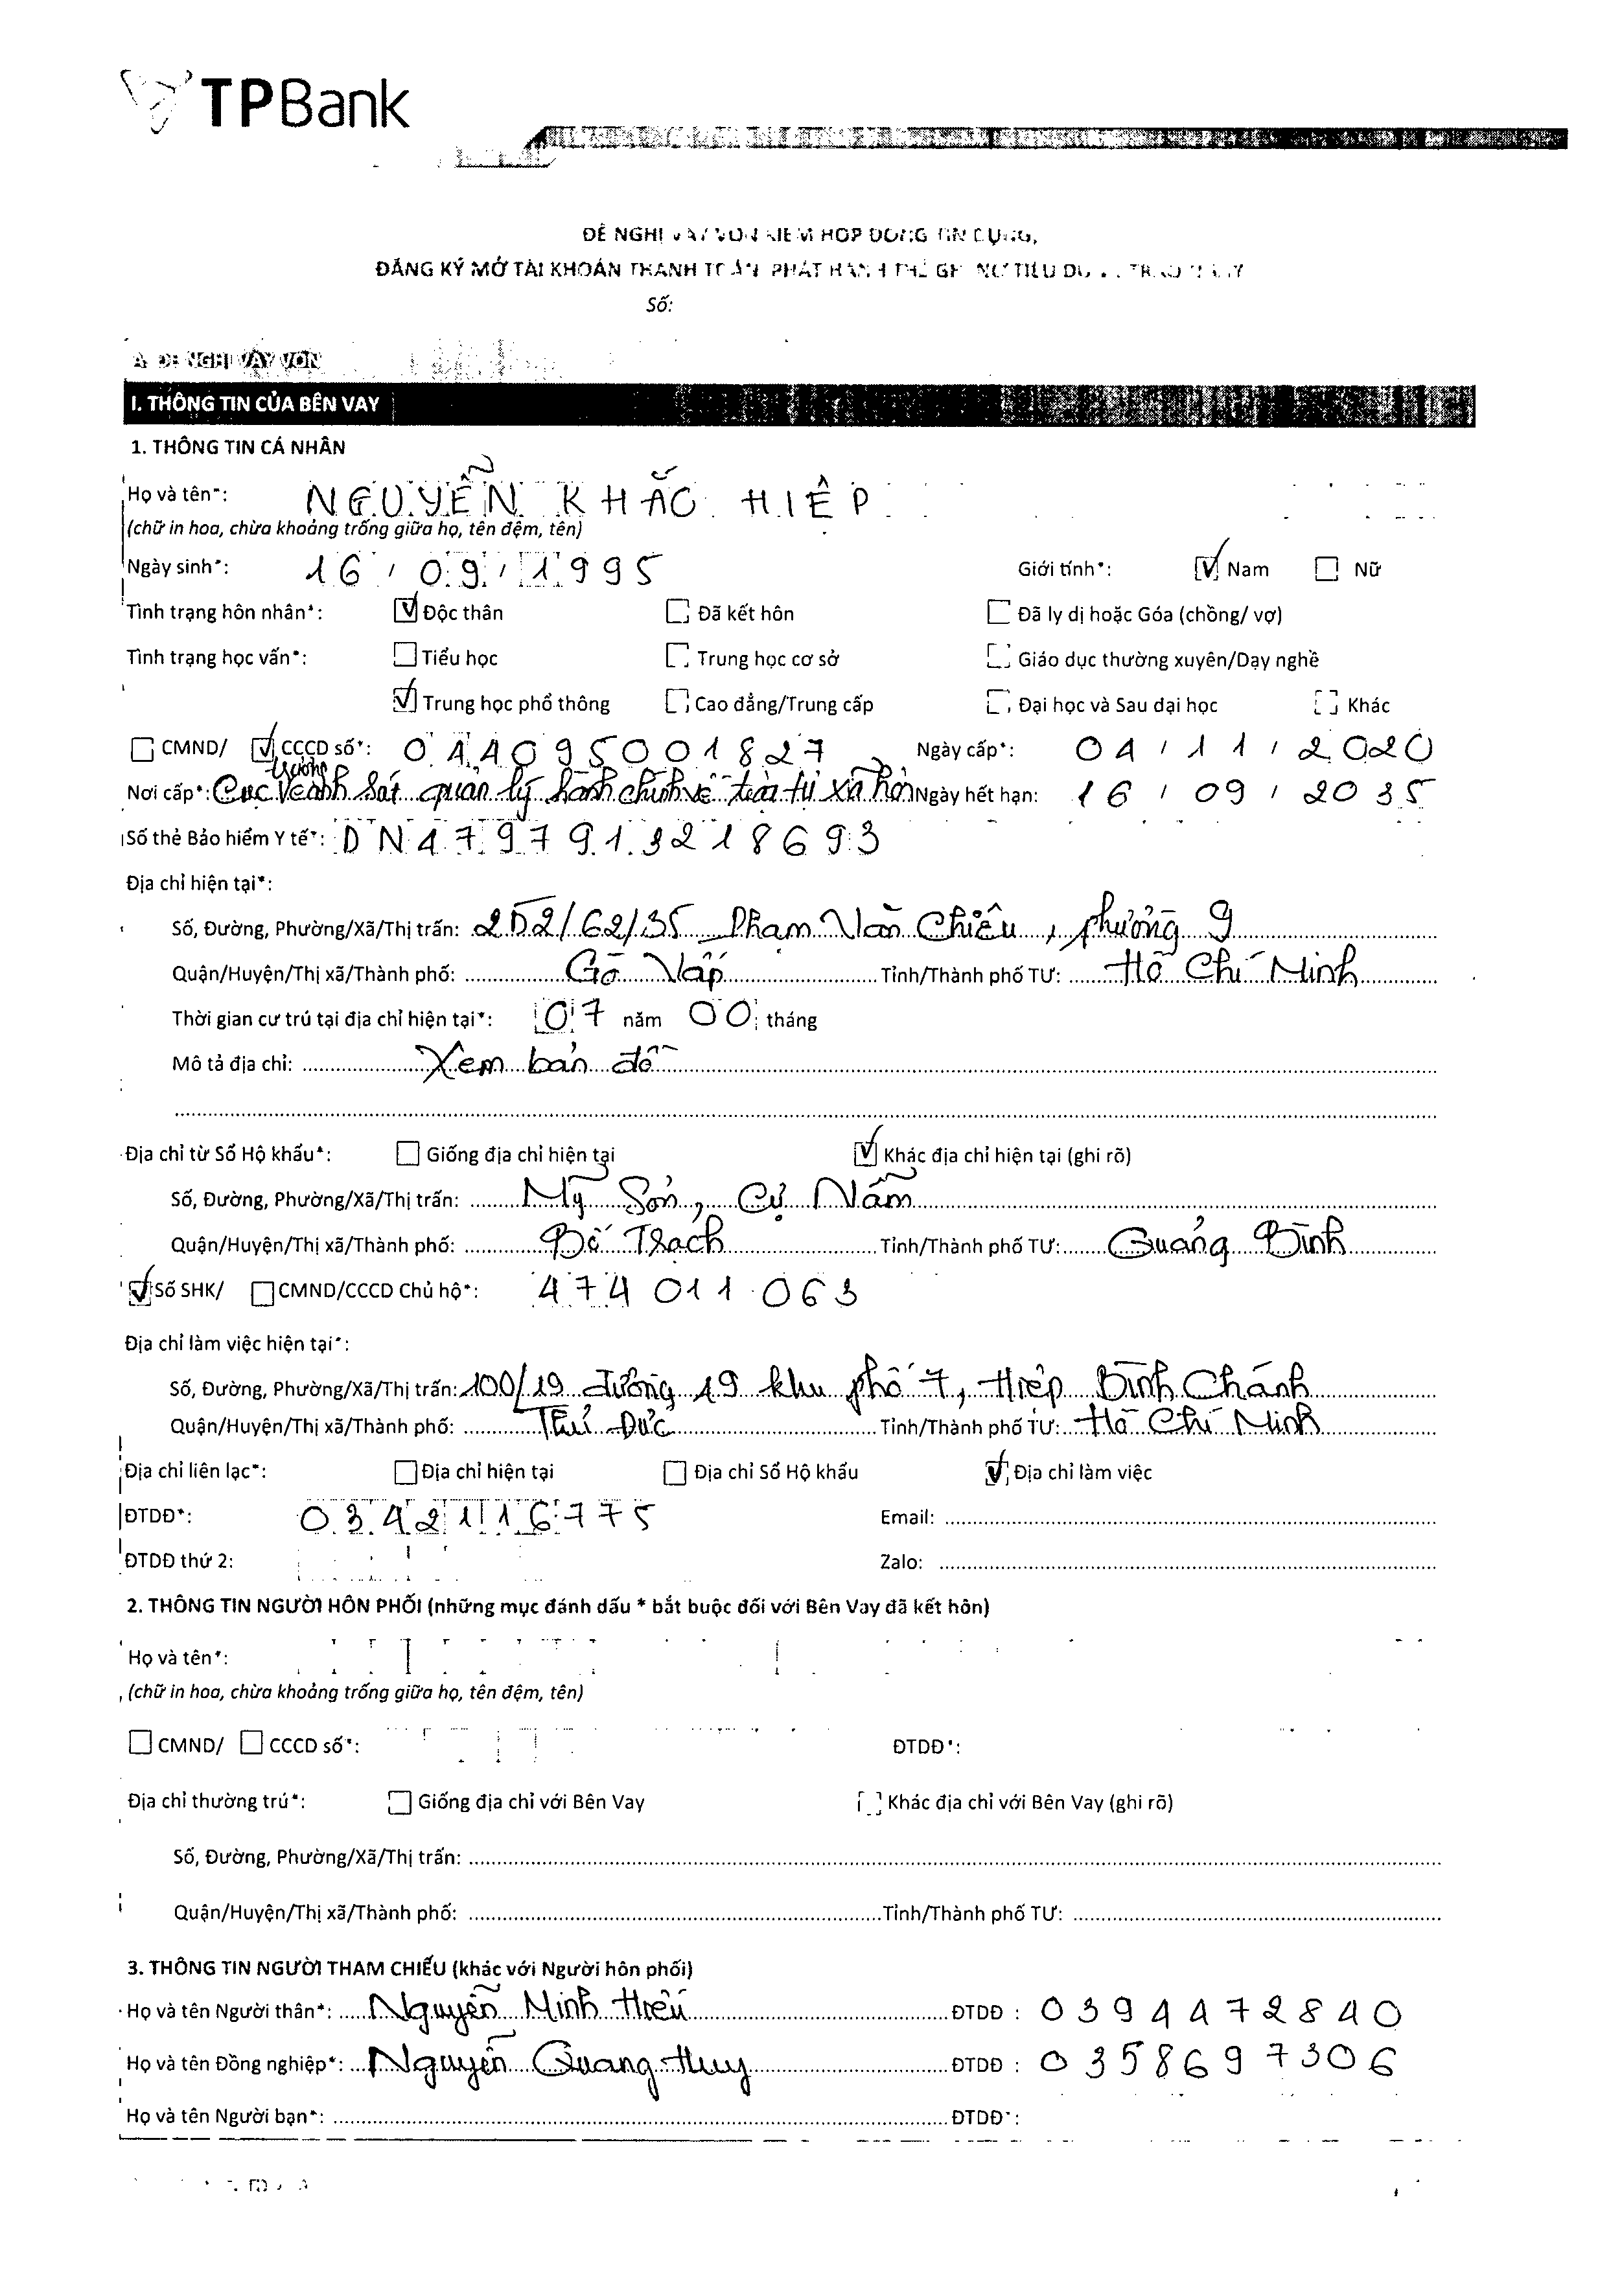 TPBank
ĐỀ NGHỊ VAY VỐN KIÊM HỢP ĐỒNG TÍN DỤNG,
ĐĂNG KÝ MỞ TÀI KHOẢN THANH TOÁN, PHÁT HÀNH THẺ GHI NỢ
Số:
A. ĐỀ NGHỊ VAY VỐN
I. THÔNG TIN CỦA BÊN VAY
1. THÔNG TIN CÁ NHÂN
Họ và tên*: NGUYỄN KHẮC HIỆP
(chữ in hoa, chừa khoảng trống giữa họ, tên đệm, tên)
Ngày sinh*: 16 / 09 / 1995 Giới tính*: ☑ Nam ☐ Nữ
Tình trạng hôn nhân*: ☑ Độc thân ☐ Đã kết hôn ☐ Đã ly dị hoặc Góa (chồng/ vợ)
Tình trạng học vấn*: ☐ Tiểu học ☐ Trung học cơ sở ☐ Giáo dục thường xuyên/Dạy nghề
☑ Trung học phổ thông ☐ Cao đẳng/Trung cấp ☐ Đại học và Sau đại học ☐ Khác
☐ CMND/ ☑ CCCD số*: 044095001827 Ngày cấp*: 04 / 11 / 2020
Nơi cấp*: Cục trưởng cảnh sát quản lý hành chính về trật tự xã hội Ngày hết hạn: 16 / 09 / 2035
Số thẻ Bảo hiểm Y tế*: DN4797913218693
Địa chỉ hiện tại*:
Số, Đường, Phường/Xã/Thị trấn: 252/62/35 Phạm Văn Chiêu, phường 9
Quận/Huyện/Thị xã/Thành phố: Gò Vấp Tỉnh/Thành phố TƯ: Hồ Chí Minh
Thời gian cư trú tại địa chỉ hiện tại*: 07 năm 00 tháng
Mô tả địa chỉ: Xem bản đồ
Địa chỉ từ Sổ Hộ khẩu*: ☐ Giống địa chỉ hiện tại ☑ Khác địa chỉ hiện tại (ghi rõ)
Số, Đường, Phường/Xã/Thị trấn: Mỹ Sơn, Cự Nẫm
Quận/Huyện/Thị xã/Thành phố: Bố Trạch Tỉnh/Thành phố TƯ: Quảng Bình
☑ Số SHK/ ☐ CMND/CCCD Chủ hộ*: 474011063
Địa chỉ làm việc hiện tại*:
Số, Đường, Phường/Xã/Thị trấn: 100/19 đường 19 khu phố 7, Hiệp Bình Chánh
Quận/Huyện/Thị xã/Thành phố: Thủ Đức Tỉnh/Thành phố TƯ: Hồ Chí Minh
Địa chỉ liên lạc*: ☐ Địa chỉ hiện tại ☐ Địa chỉ Sổ Hộ khẩu ☑ Địa chỉ làm việc
ĐTDĐ*: 0342116775 Email:
ĐTDĐ thứ 2: Zalo:
2. THÔNG TIN NGƯỜI HÔN PHỐI (những mục đánh dấu * bắt buộc đối với Bên Vay đã kết hôn)
Họ và tên*:
(chữ in hoa, chừa khoảng trống giữa họ, tên đệm, tên)
☐ CMND/ ☐ CCCD số*: ĐTDĐ*:
Địa chỉ thường trú*: ☐ Giống địa chỉ với Bên Vay ☐ Khác địa chỉ với Bên Vay (ghi rõ)
Số, Đường, Phường/Xã/Thị trấn:
Quận/Huyện/Thị xã/Thành phố: Tỉnh/Thành phố TƯ:
3. THÔNG TIN NGƯỜI THAM CHIẾU (khác với Người hôn phối)
Họ và tên Người thân*: Nguyễn Minh Hiếu ĐTDĐ : 0394472840
Họ và tên Đồng nghiệp*: Nguyễn Quang Huy ĐTDĐ : 0358697306
Họ và tên Người bạn*: ĐTDĐ*: